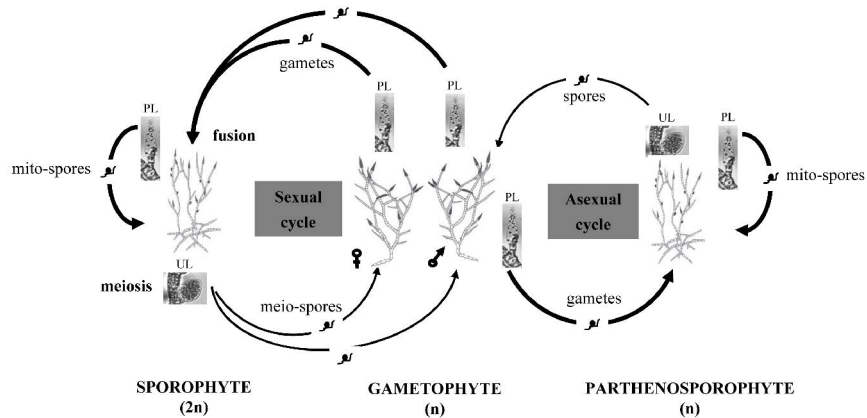 gametes
PL
PL
spores
UL
PL
PL
fusion
mito-spores
mito-spores
Sexual
cycle
Asexual
cycle
PL
UL
meiosis
meio-spores
gametes
SPOROPHYTE
(2n)
GAMETOPHYTE
(n)
PARTHENOSPOROPHYTE
(n)